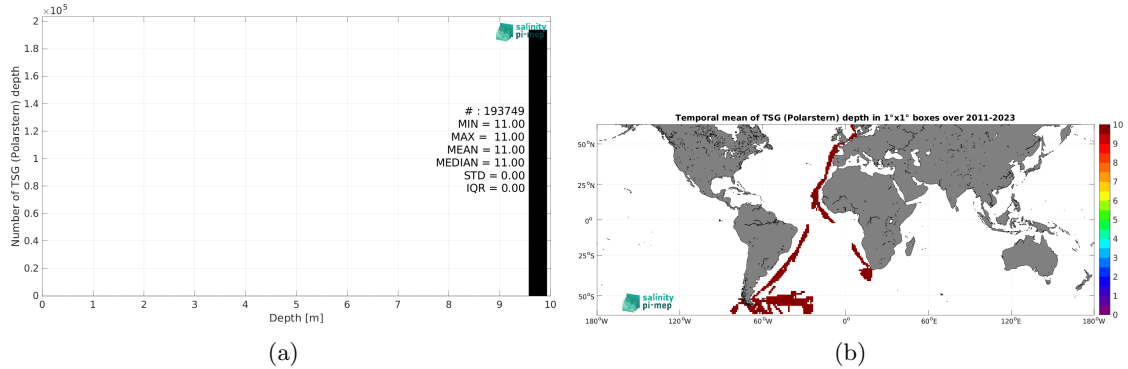 ×10⁵
2
1.8
1.6
1.4
1.2
1
0.8
0.6
0.4
0.2
0
Number of TSG (Polarstern) depth
salinity
pi-mep
# : 193749
MIN = 11.00
MAX = 11.00
MEAN = 11.00
MEDIAN = 11.00
STD = 0.00
IQR = 0.00
0 1 2 3 4 5 6 7 8 9 10
Depth [m]
(a)
Temporal mean of TSG (Polarstern) depth in 1°x1° boxes over 2011-2023
50°N
25°N
0°
25°S
50°S
salinity
pi-mep
180°W 120°W 60°W 0° 60°E 120°E 180°W
10
9
8
7
6
5
4
3
2
1
0
(b)